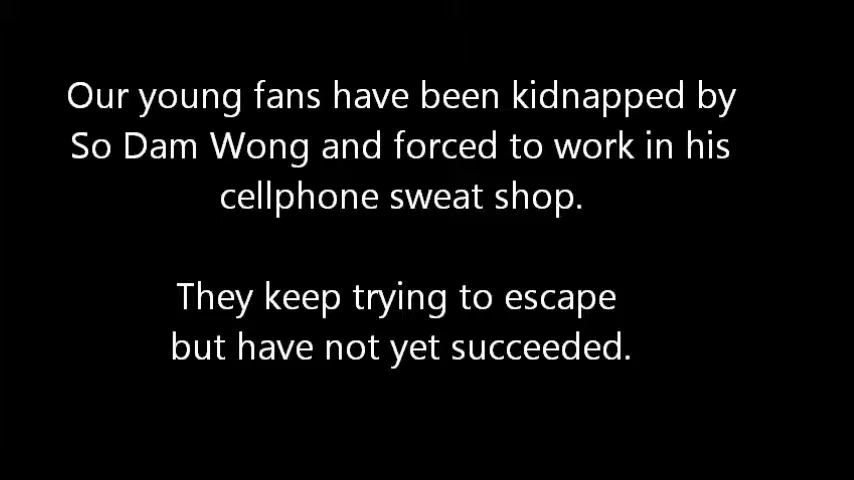 Our young fans have been kidnapped by
So Dam Wong and forced to work in his
cellphone sweat shop.
They keep trying to escape
but have not yet succeeded.